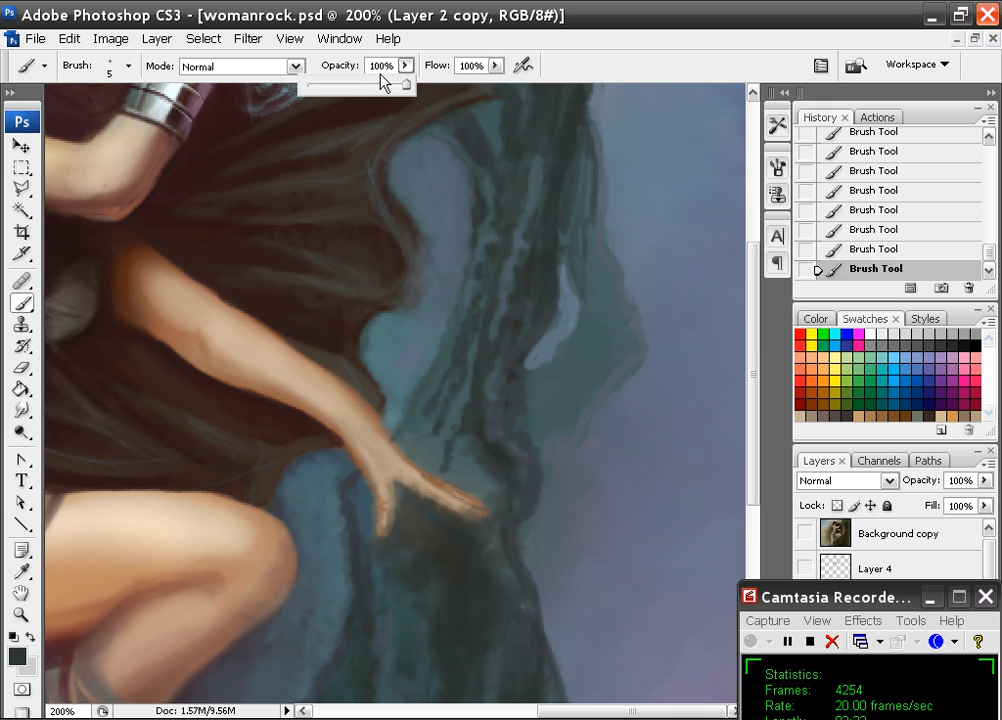 Adobe Photoshop CS3 - [womanrock.psd @ 200% (Layer 2 copy, RGB/8#)]
File Edit Image Layer Select Filter View Window Help
Brush: 5 Mode: Normal Opacity: 100% Flow: 100% Workspace
Ps
History Actions
Brush Tool
Brush Tool
Brush Tool
Brush Tool
Brush Tool
Brush Tool
Brush Tool
Brush Tool
Color Swatches Styles
Layers Channels Paths
Normal Opacity: 100%
Lock: Fill: 100%
Background copy
Layer 4
Camtasia Recorde...
Capture View Effects Tools Help
Statistics:
Frames: 4254
Rate: 20.00 frames/sec
200% Doc: 1.57M/9.56M